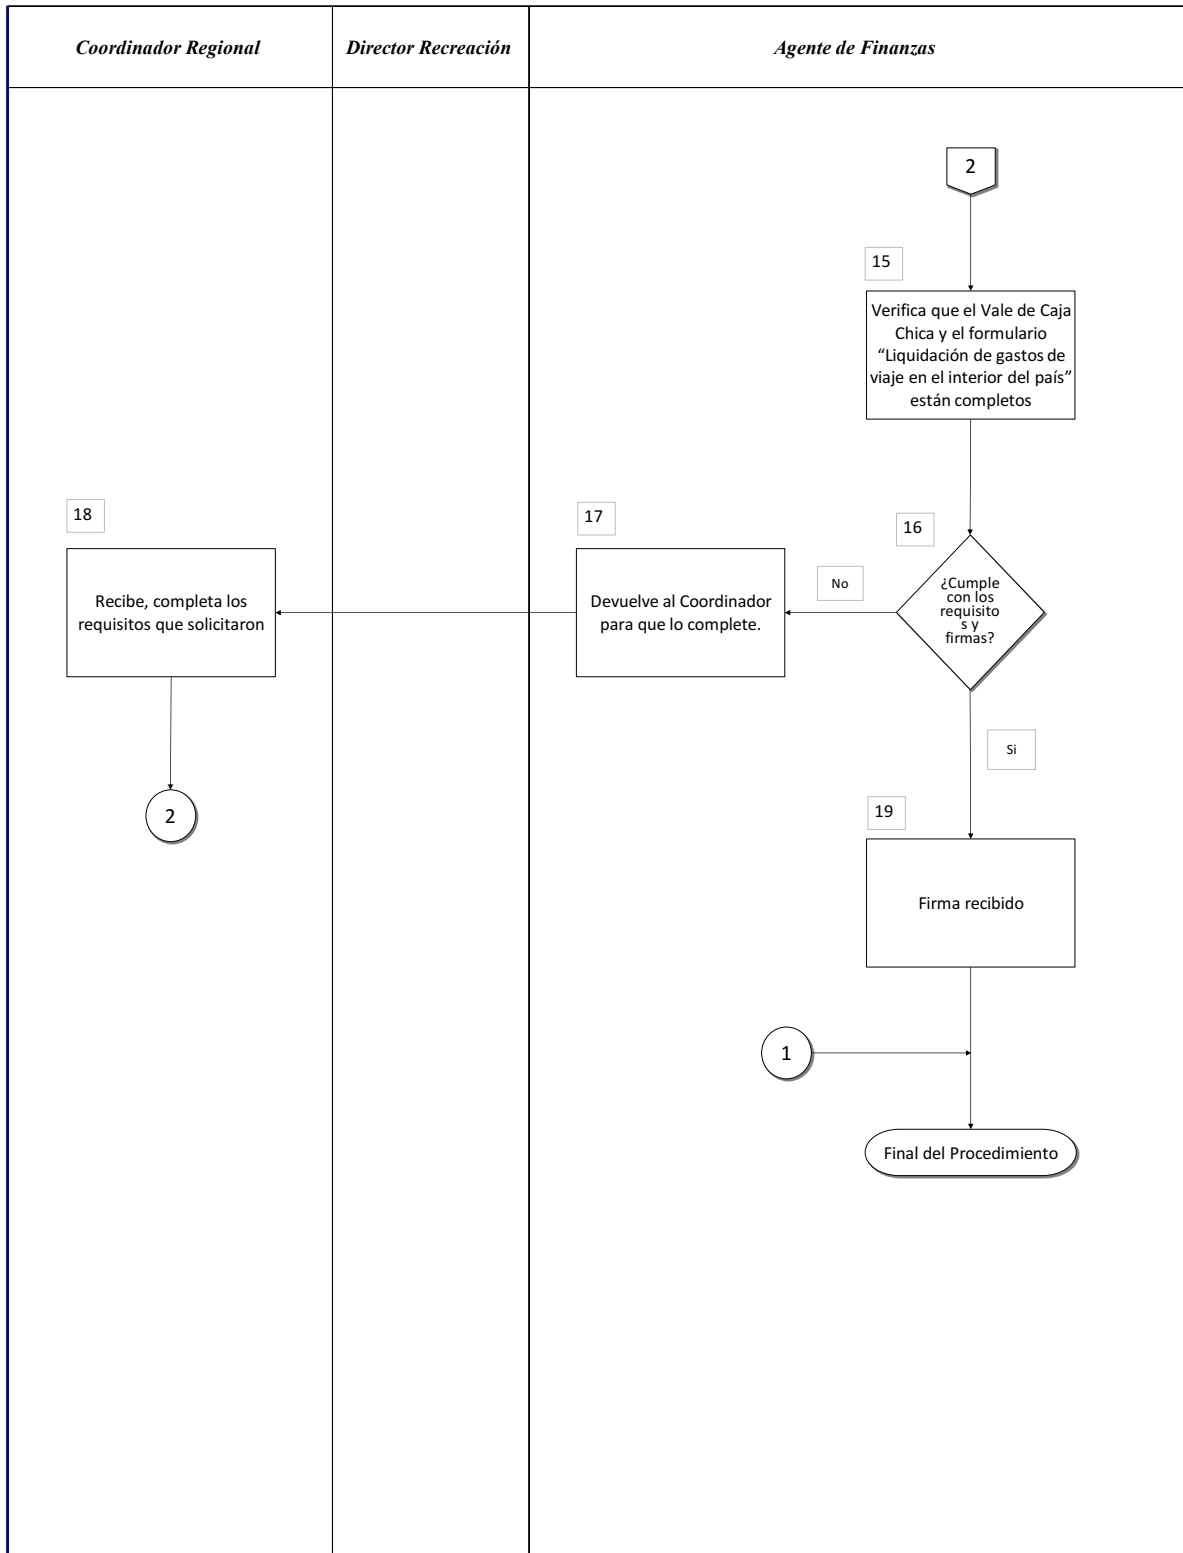 Coordinador Regional
Director Recreación
Agente de Finanzas
2
15
Verifica que el Vale de Caja
Chica y el formulario
“Liquidación de gastos de
viaje en el interior del país”
están completos
16
¿Cumple
con los
requisito
s y
firmas?
No
17
Devuelve al Coordinador
para que lo complete.
18
Recibe, completa los
requisitos que solicitaron
2
Si
19
Firma recibido
1
Final del Procedimiento